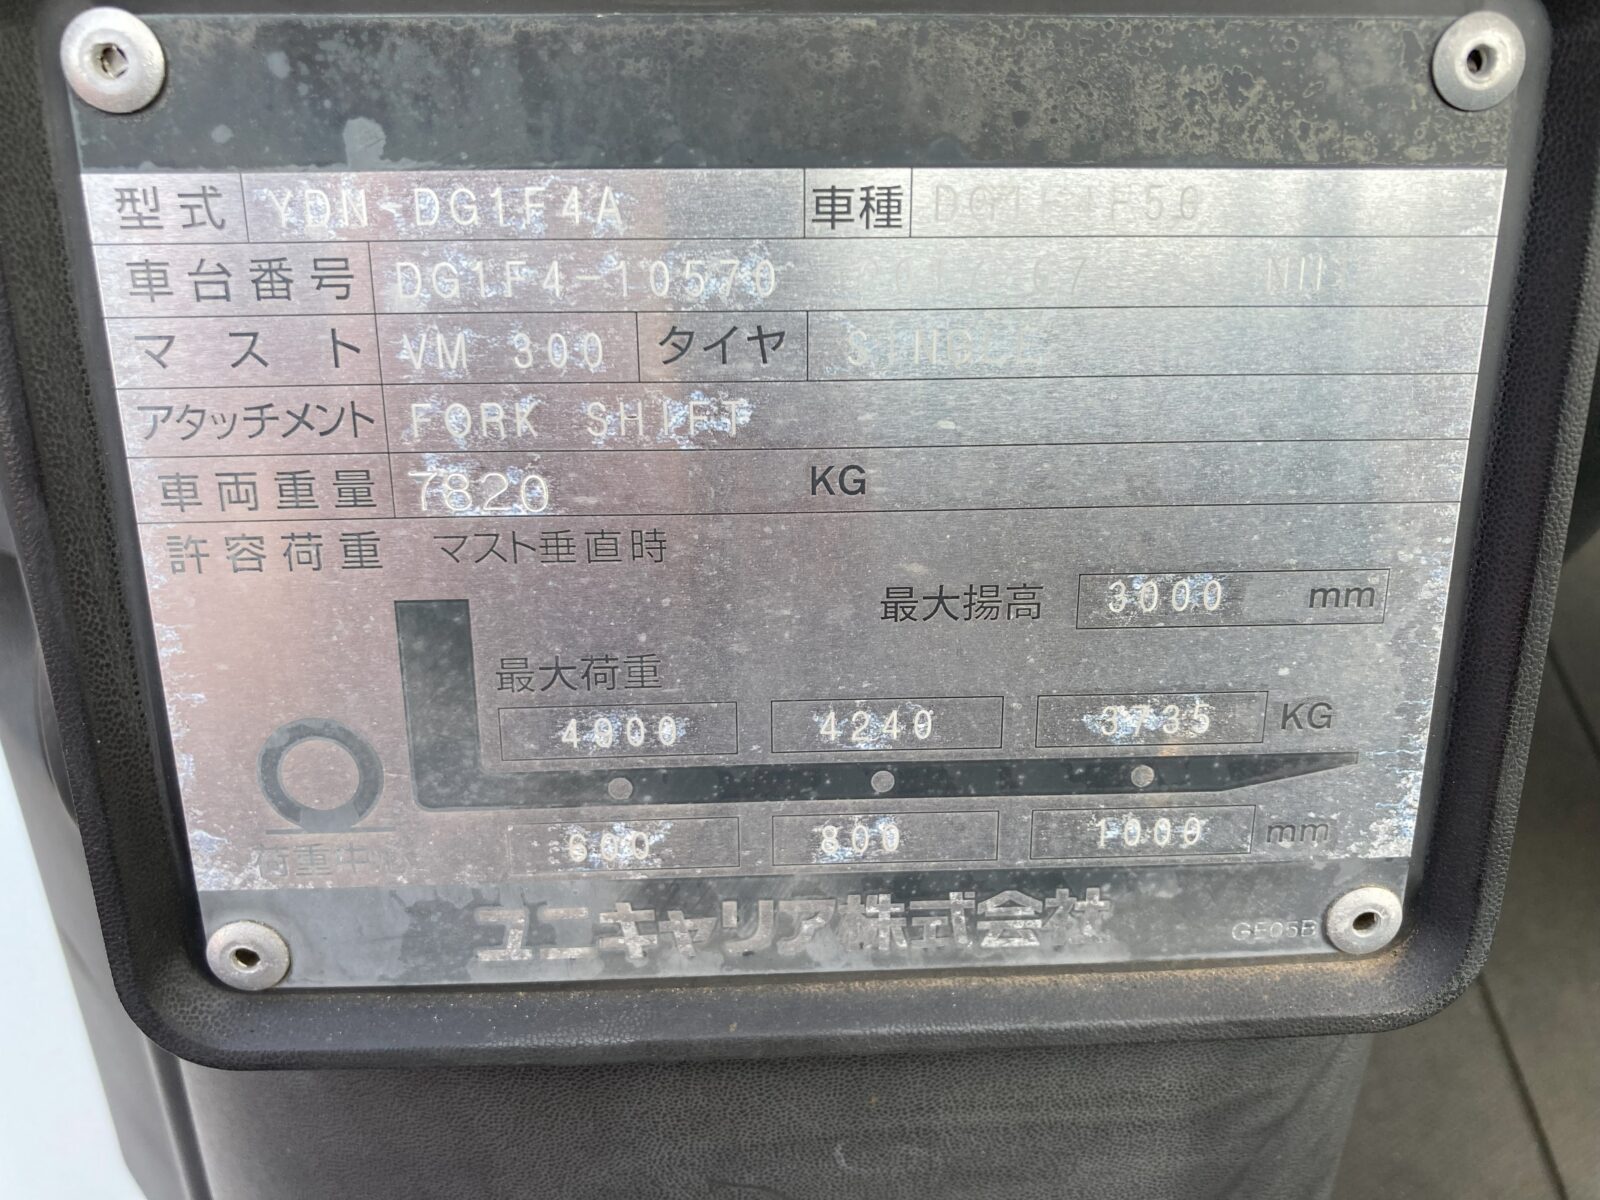 型式 YDN-DG1F4A 車種
車台番号 DG1F4-10570
マスト VM 300 タイヤ SINGLE
アタッチメント FORK SHIFT
車両重量 7820 KG
許容荷重 マスト垂直時
最大揚高 3000 mm
最大荷重
4900 4240 3735 KG
600 800 1000 mm
荷重中心
ユニキャリア株式会社 GF05B